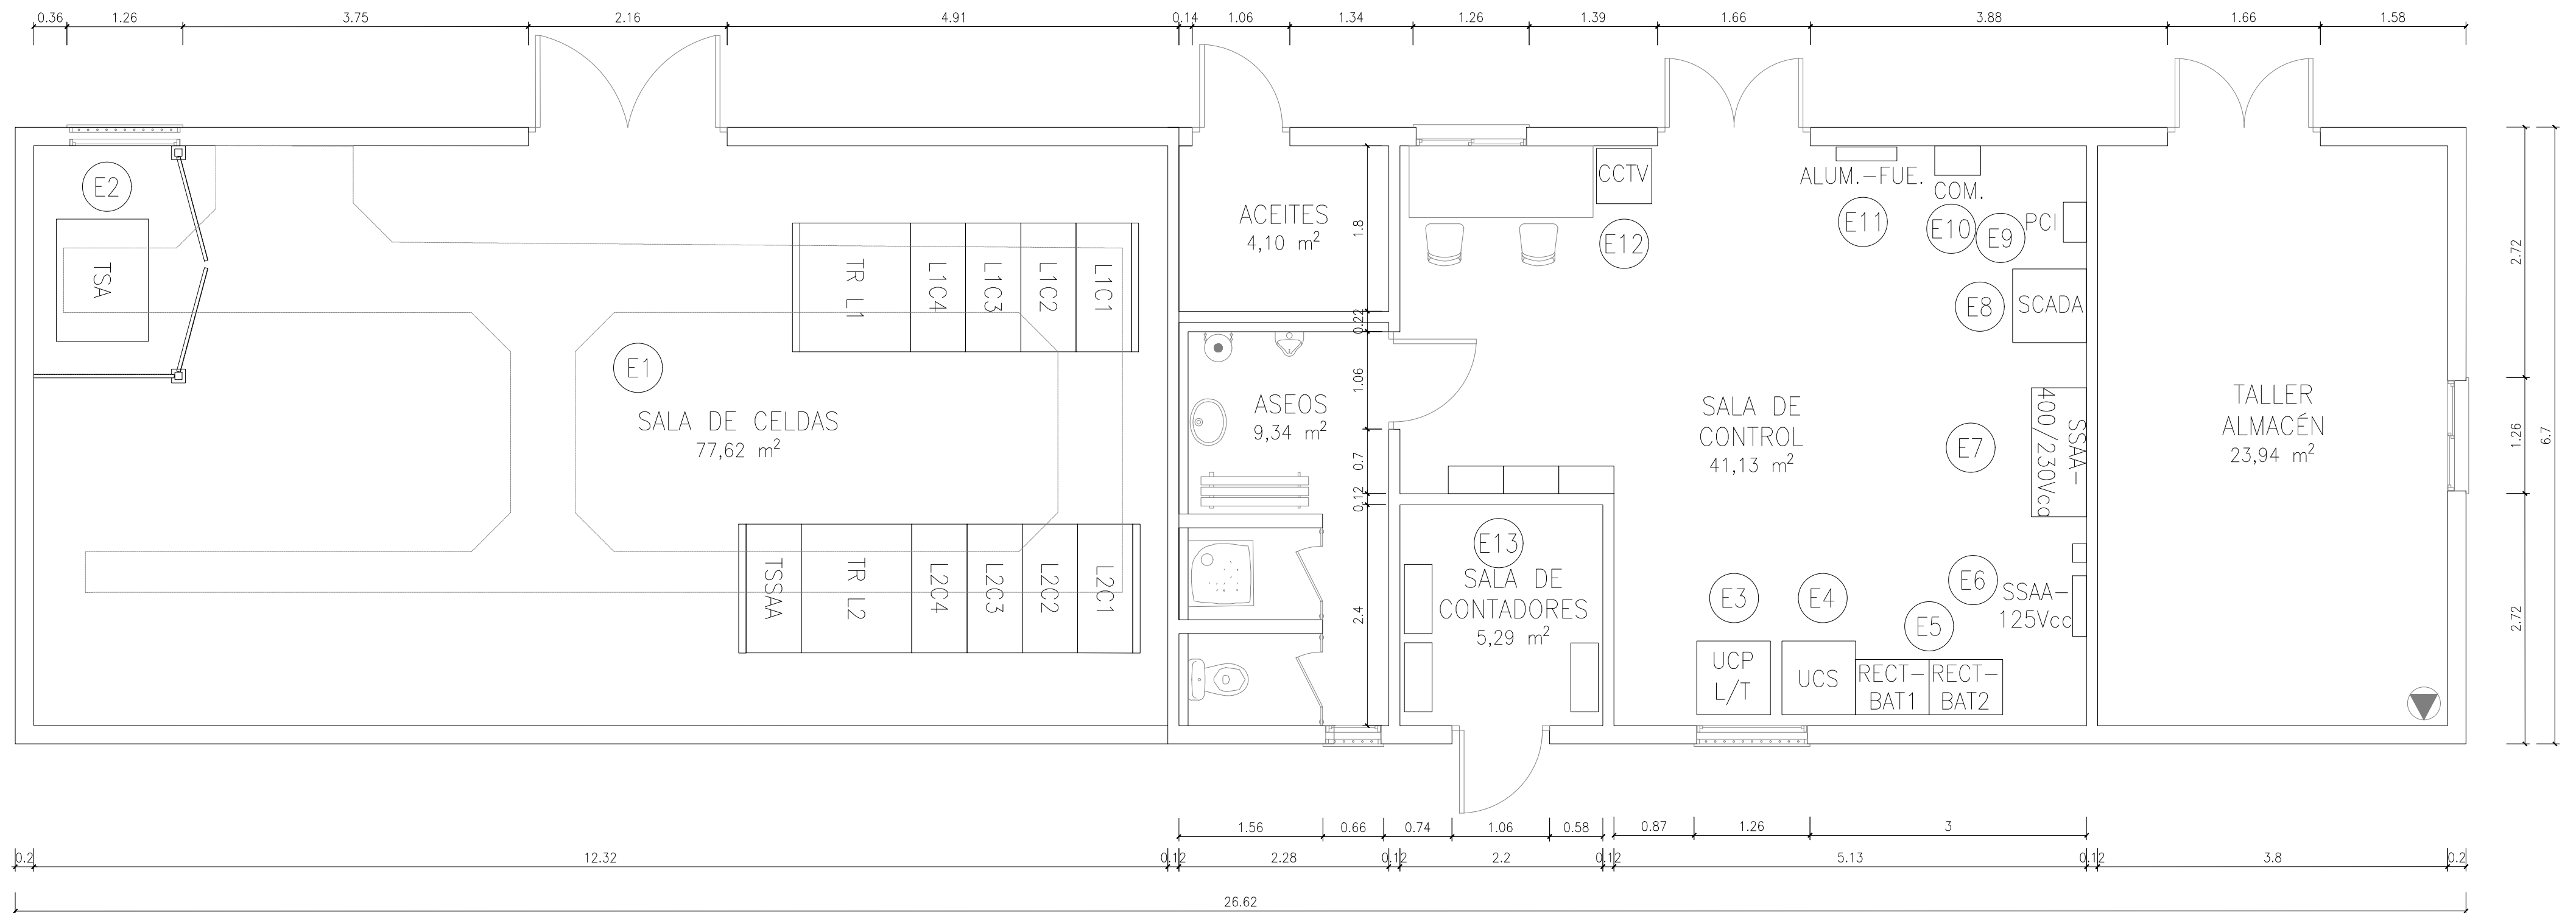 0.36 1.26 3.75 2.16 4.91 0.14 1.06 1.34 1.26 1.39 1.66 3.88 1.66 1.58
E2
TSA
E1
SALA DE CELDAS
77,62 m²
TR L1
L1C4
L1C3
L1C2
L1C1
TSSAA
TR L2
L2C4
L2C3
L2C2
L2C1
ACEITES
4,10 m²
ASEOS
9,34 m²
1.8
0.22
1.06
0.7
0.12
2.4
CCTV
E12
ALUM.-FUE.
COM.
E11
E10
E9
PCI
E8
SCADA
SALA DE
CONTROL
41,13 m²
E7
SSAA-
400/230Vca
E13
SALA DE
CONTADORES
5,29 m²
E3
E4
E5
E6
SSAA-
125Vcc
UCP
L/T
UCS
RECT-
BAT1
RECT-
BAT2
TALLER
ALMACÉN
23,94 m²
2.72
1.26
2.72
6.7
1.56 0.66 0.74 1.06 0.58 0.87 1.26 3
0.2 12.32 0.12 2.28 0.12 2.2 0.12 5.13 0.12 3.8 0.2
26.62